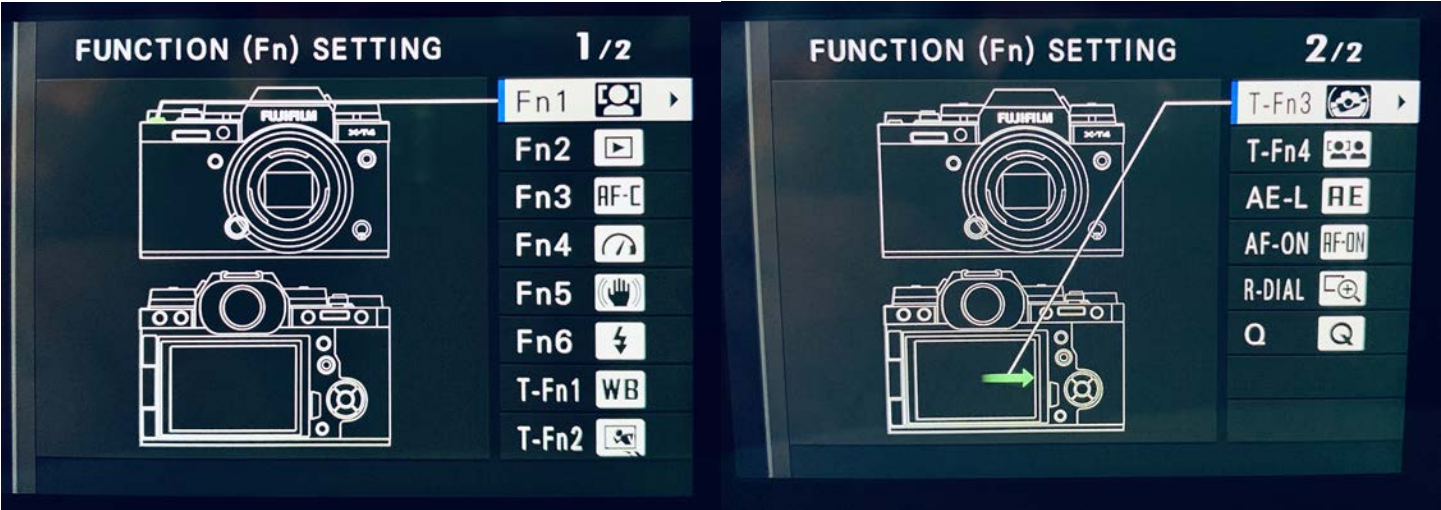 FUNCTION (Fn) SETTING 1/2
FUJIFILM
X-T4
Fn1
Fn2
Fn3 AF-C
Fn4
Fn5
Fn6
T-Fn1 WB
T-Fn2
FUNCTION (Fn) SETTING 2/2
FUJIFILM
X-T4
T-Fn3
T-Fn4
AE-L AE
AF-ON AF-ON
R-DIAL
Q Q